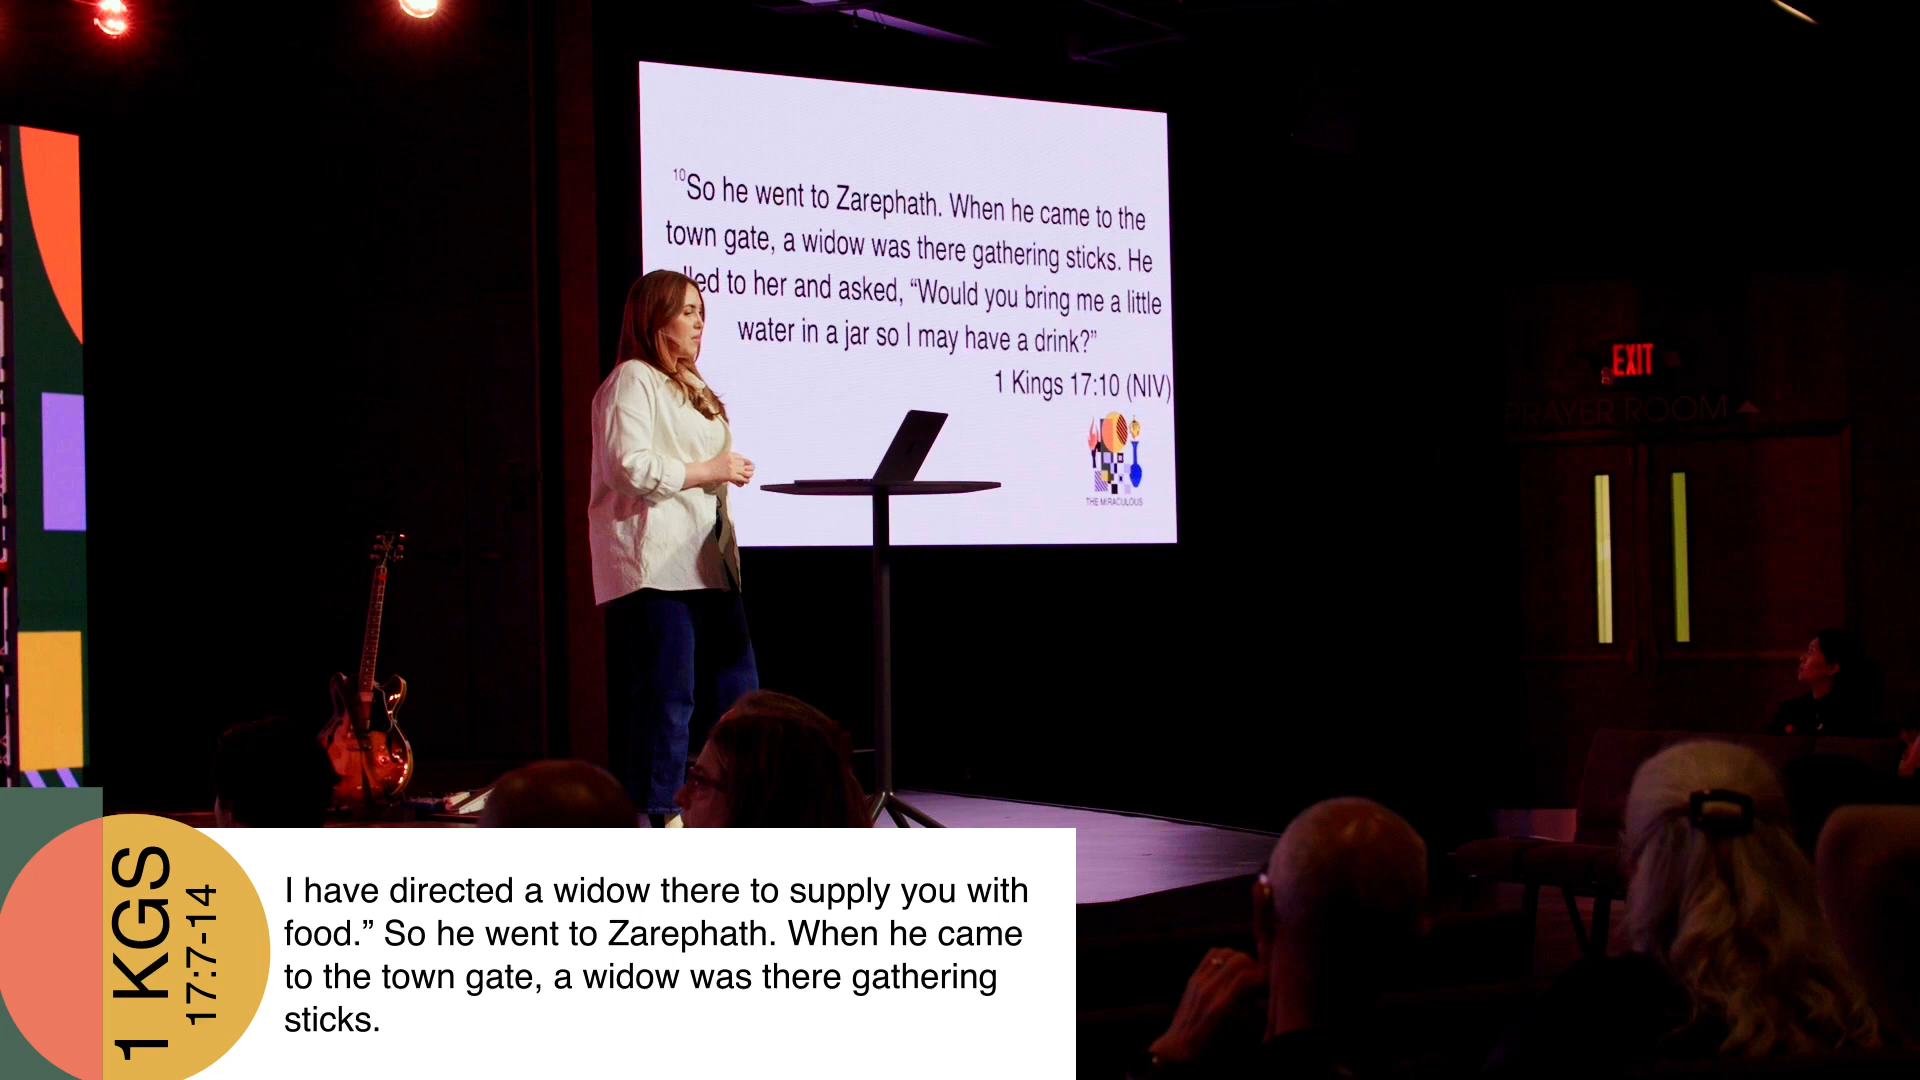 ¹⁰So he went to Zarephath. When he came to the
town gate, a widow was there gathering sticks. He
lled to her and asked, “Would you bring me a little
water in a jar so I may have a drink?”
1 Kings 17:10 (NIV)
THE MIRACULOUS
EXIT
PRAYER ROOM
1 KGS
17:7-14
I have directed a widow there to supply you with
food.” So he went to Zarephath. When he came
to the town gate, a widow was there gathering
sticks.